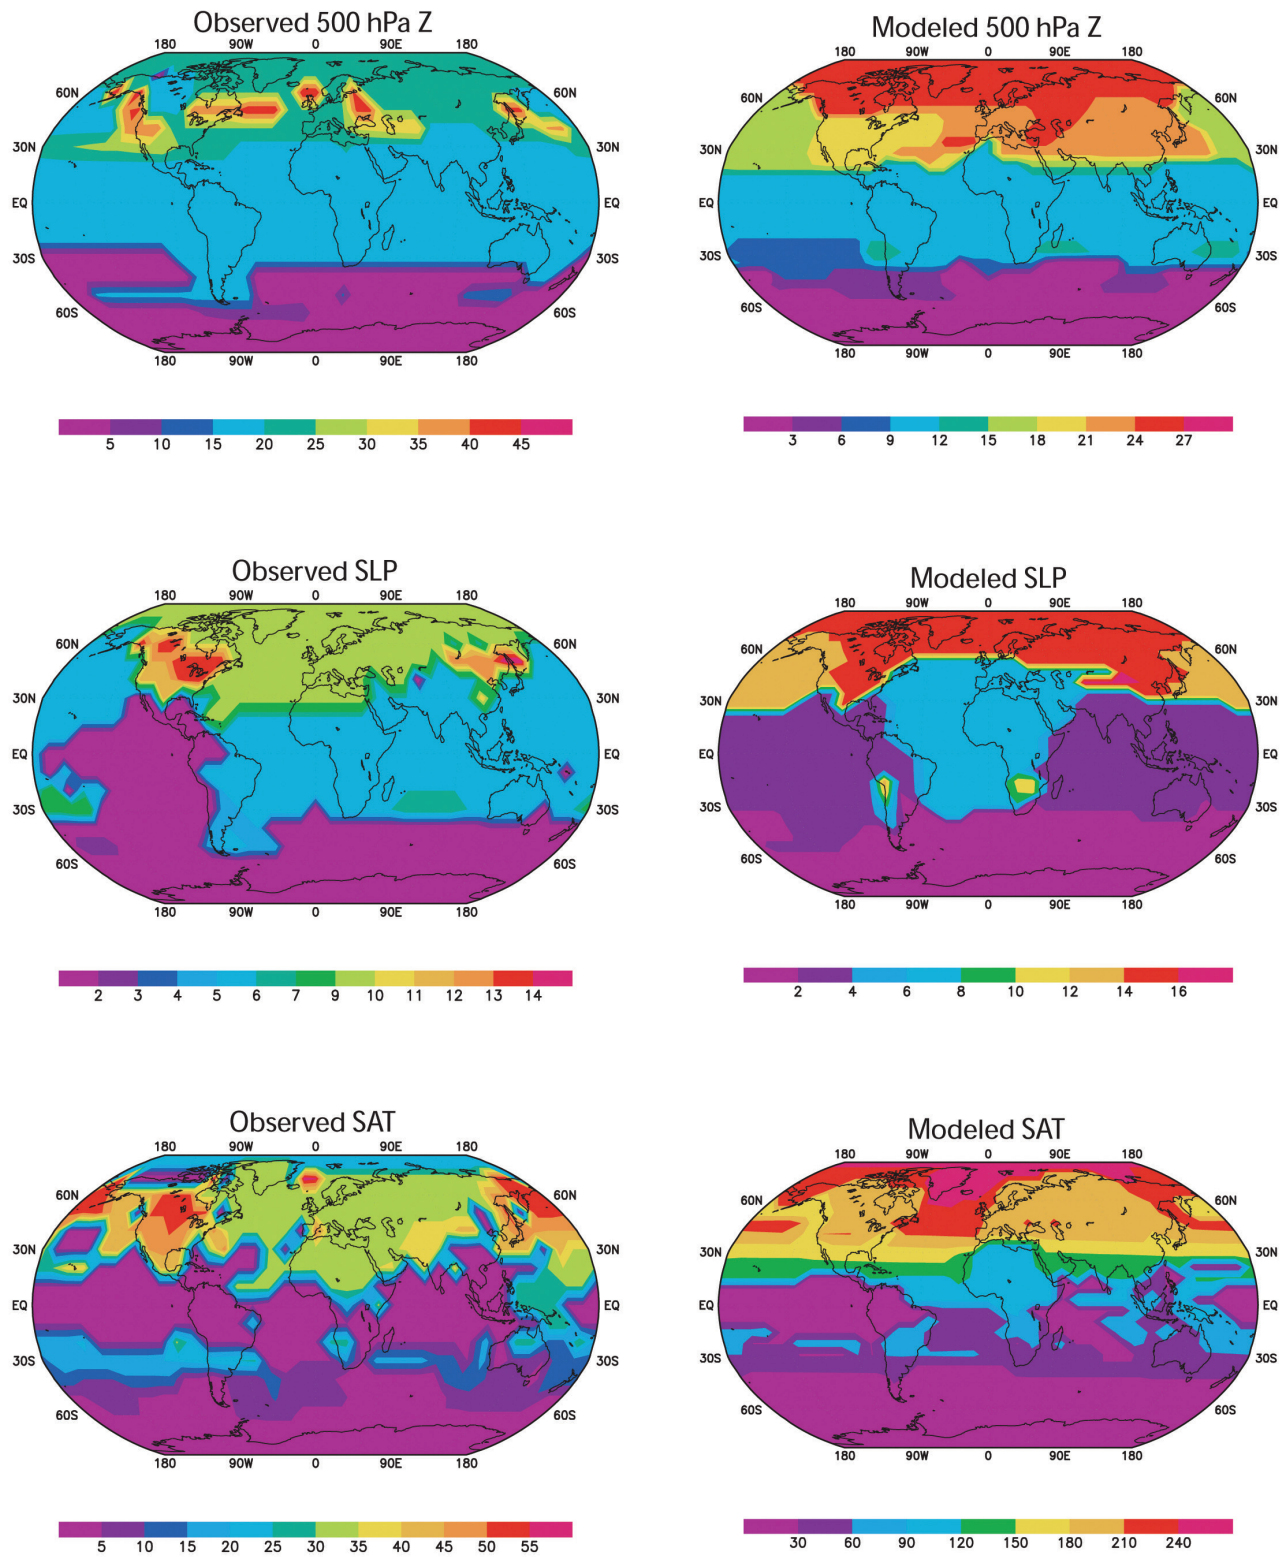 Observed 500 hPa Z
180 90W 0 90E 180
60N 60N
30N 30N
EQ EQ
30S 30S
60S 60S
180 90W 0 90E 180
5 10 15 20 25 30 35 40 45
Modeled 500 hPa Z
180 90W 0 90E 180
60N 60N
30N 30N
EQ EQ
30S 30S
60S 60S
180 90W 0 90E 180
3 6 9 12 15 18 21 24 27
Observed SLP
180 90W 0 90E 180
60N 60N
30N 30N
EQ EQ
30S 30S
60S 60S
180 90W 0 90E 180
2 3 4 5 6 7 9 10 11 12 13 14
Modeled SLP
180 90W 0 90E 180
60N 60N
30N 30N
EQ EQ
30S 30S
60S 60S
180 90W 0 90E 180
2 4 6 8 10 12 14 16
Observed SAT
180 90W 0 90E 180
60N 60N
30N 30N
EQ EQ
30S 30S
60S 60S
180 90W 0 90E 180
5 10 15 20 25 30 35 40 45 50 55
Modeled SAT
180 90W 0 90E 180
60N 60N
30N 30N
EQ EQ
30S 30S
60S 60S
180 90W 0 90E 180
30 60 90 120 150 180 210 240